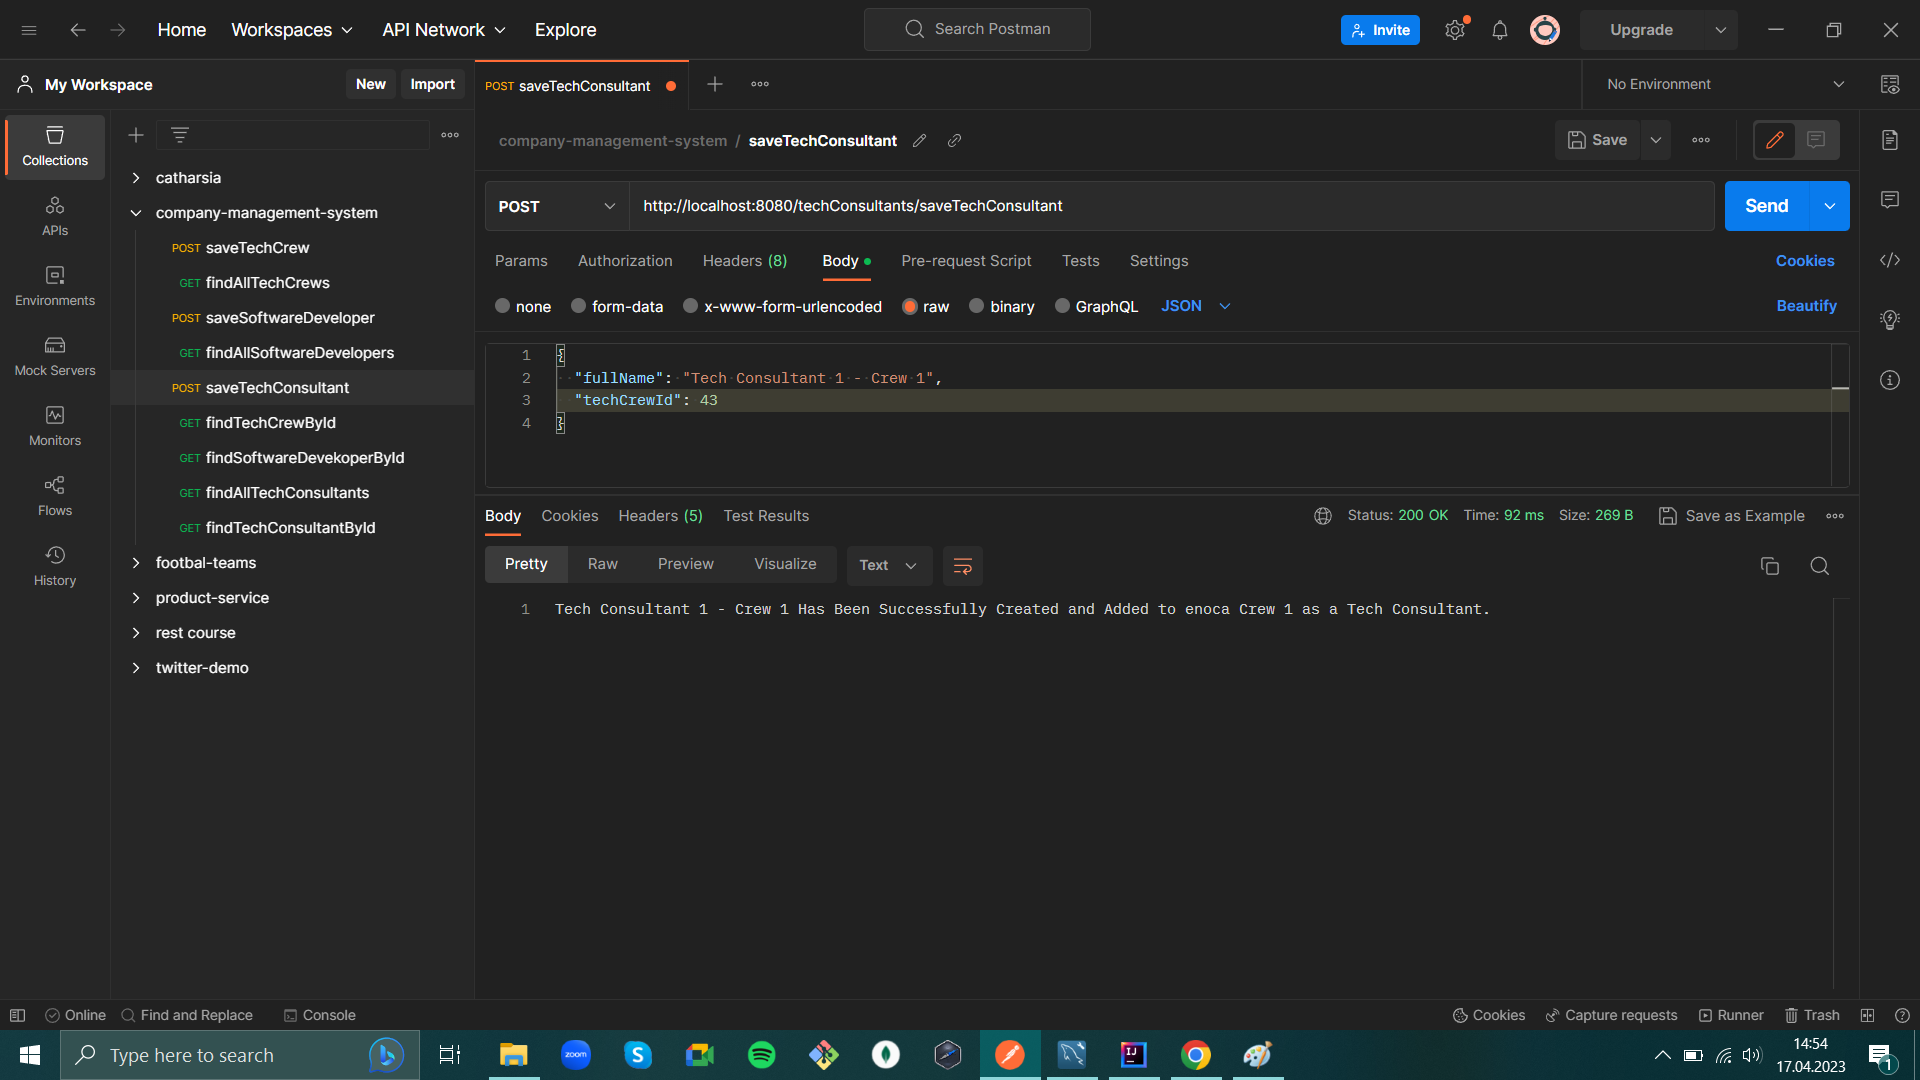 Home Workspaces API Network Explore Search Postman Invite Upgrade
My Workspace New Import POST saveTechConsultant No Environment
company-management-system / saveTechConsultant Save
Collections
APIs
Environments
Mock Servers
Monitors
Flows
History
catharsia
company-management-system
POST saveTechCrew
GET findAllTechCrews
POST saveSoftwareDeveloper
GET findAllSoftwareDevelopers
POST saveTechConsultant
GET findTechCrewById
GET findSoftwareDevekoperById
GET findAllTechConsultants
GET findTechConsultantById
footbal-teams
product-service
rest course
twitter-demo
POST http://localhost:8080/techConsultants/saveTechConsultant Send
Params Authorization Headers (8) Body Pre-request Script Tests Settings Cookies
none form-data x-www-form-urlencoded raw binary GraphQL JSON Beautify
1 {
2 "fullName": "Tech Consultant 1 - Crew 1",
3 "techCrewId": 43
4 }
Body Cookies Headers (5) Test Results Status: 200 OK Time: 92 ms Size: 269 B Save as Example
Pretty Raw Preview Visualize Text
1 Tech Consultant 1 - Crew 1 Has Been Successfully Created and Added to enoca Crew 1 as a Tech Consultant.
Online Find and Replace Console Cookies Capture requests Runner Trash
Type here to search zoom IJ 14:54
17.04.2023 1